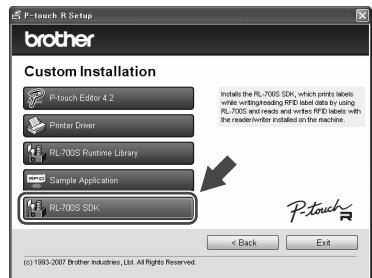 P-touch R Setup
brother
Custom Installation
P-touch Editor 4.2
Printer Driver
RL-700S Runtime Library
Sample Application
RL-700S SDK
Installs the RL-700S SDK, which prints labels
while writing/reading RFID label data by using
RL-700S and reads and writes RFID labels with
the reader/writer installed on the machine.
P-touch R
< Back
Exit
(c) 1993-2007 Brother Industries, Ltd. All Rights Reserved.